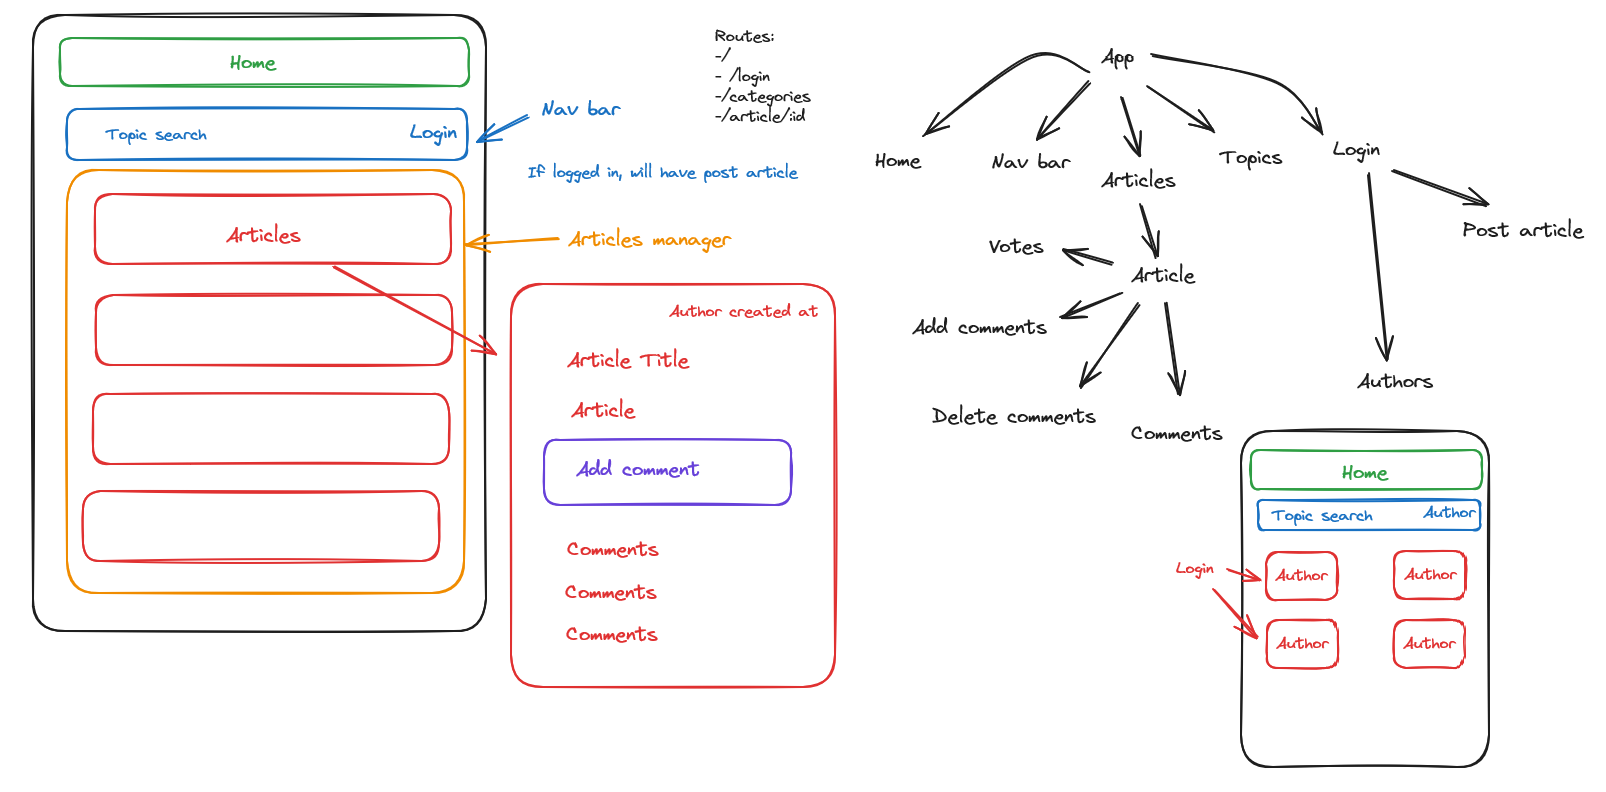 Home
Topic search
Login
Articles
Nav bar
If logged in, will have post article
Articles manager
Routes:
-/
- /login
-/categories
-/article/:id
Author created at
Article Title
Article
Add comment
Comments
Comments
Comments
App
Home
Nav bar
Articles
Topics
Login
Votes
Article
Post article
Add comments
Delete comments
Comments
Authors
Home
Topic search
Author
Login
Author
Author
Author
Author